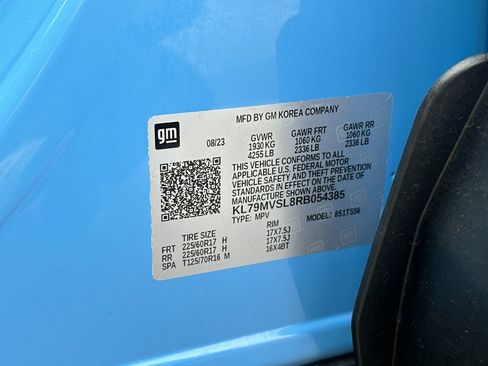 MFD BY GM KOREA COMPANY
gm
08/23 GVWR GAWR FRT GAWR RR
1930 KG 1060 KG 1060 KG
4255 LB 2336 LB 2336 LB
THIS VEHICLE CONFORMS TO ALL
APPLICABLE U.S. FEDERAL MOTOR
VEHICLE SAFETY AND THEFT PREVENTION
STANDARDS IN EFFECT ON THE DATE OF
MANUFACTURE SHOWN ABOVE.
KL79MVSL8RB054385
TYPE: MPV MODEL: 851TS56
TIRE SIZE RIM
FRT 225/60R17 H 17X7.5J
RR 225/60R17 H 17X7.5J
SPA T125/70R16 M 16X4BT